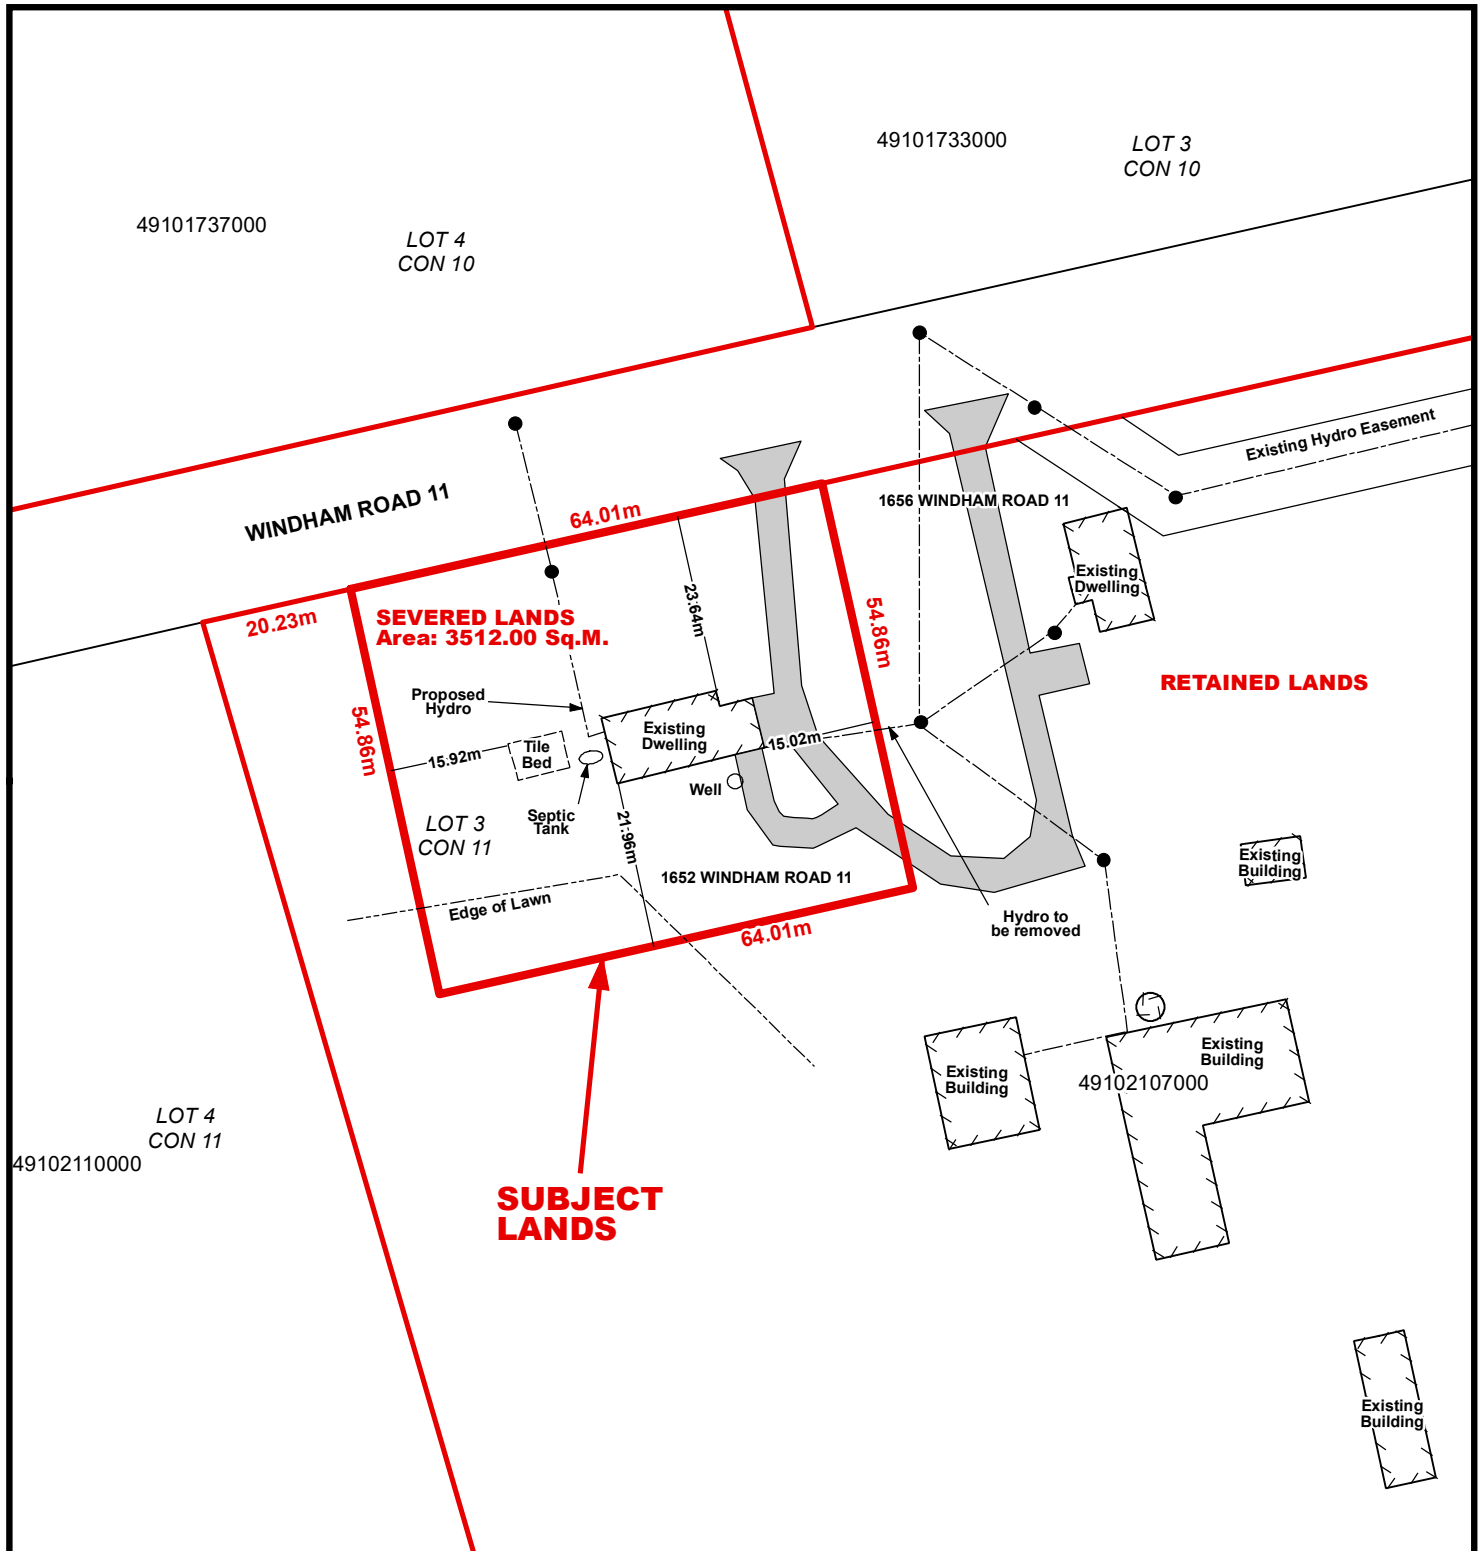 49101733000
LOT 3
CON 10
49101737000
LOT 4
CON 10
Existing Hydro Easement
WINDHAM ROAD 11
64.01m
1656 WINDHAM ROAD 11
Existing
Dwelling
20.23m
SEVERED LANDS
Area: 3512.00 Sq.M.
23.64m
54.86m
RETAINED LANDS
Proposed
Hydro
54.86m
15.92m
Tile
Bed
Existing
Dwelling
15.02m
Well
Septic
Tank
21.96m
LOT 3
CON 11
1652 WINDHAM ROAD 11
Existing
Building
Edge of Lawn
64.01m
Hydro to
be removed
Existing
Building
Existing
Building
49102107000
LOT 4
CON 11
49102110000
SUBJECT
LANDS
Existing
Building